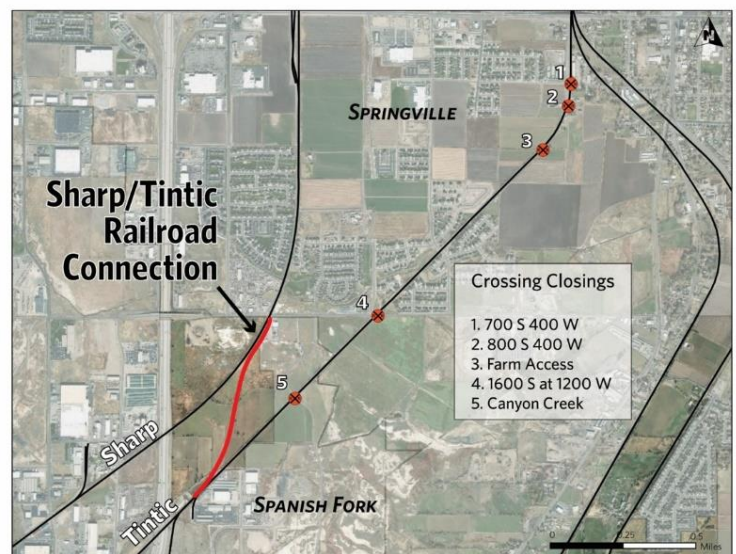 N
SPRINGVILLE
1
2
3
Sharp/Tintic
Railroad
Connection
Crossing Closings
1. 700 S 400 W
2. 800 S 400 W
3. Farm Access
4. 1600 S at 1200 W
5. Canyon Creek
4
5
Sharp
Tintic
SPANISH FORK
0 0.25 0.5
Miles